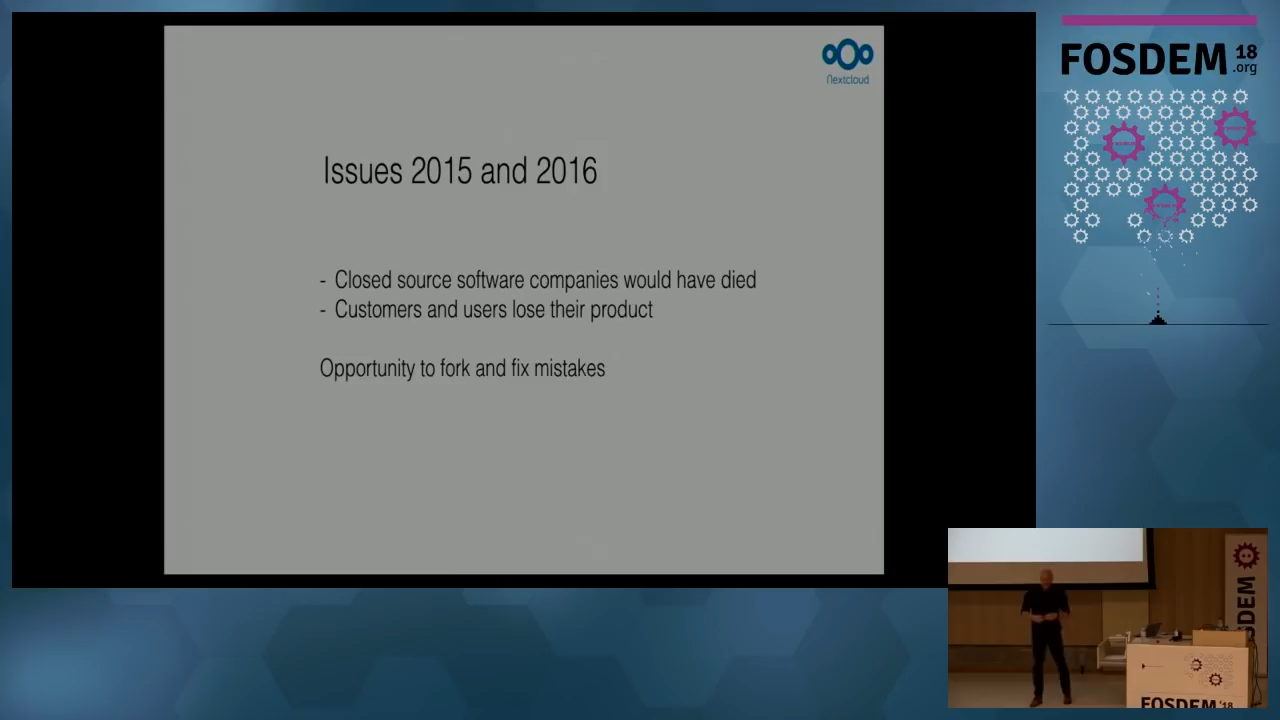 nextcloud
Issues 2015 and 2016
- Closed source software companies would have died
- Customers and users lose their product
Opportunity to fork and fix mistakes
FOSDEM 18
.org
FOSDEM
FOSDEM '18